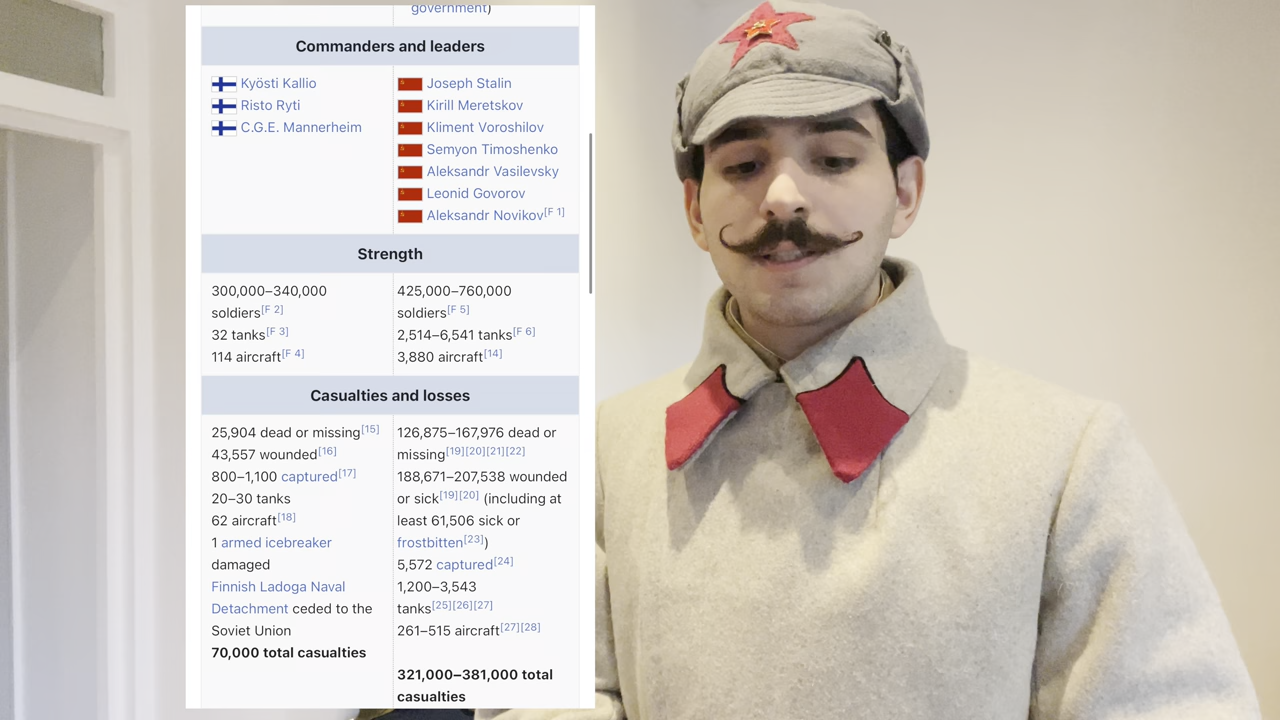 government)
Commanders and leaders
Kyösti Kallio
Risto Ryti
C.G.E. Mannerheim
Joseph Stalin
Kirill Meretskov
Kliment Voroshilov
Semyon Timoshenko
Aleksandr Vasilevsky
Leonid Govorov
Aleksandr Novikov[F 1]
Strength
300,000–340,000
soldiers[F 2]
32 tanks[F 3]
114 aircraft[F 4]
425,000–760,000
soldiers[F 5]
2,514–6,541 tanks[F 6]
3,880 aircraft[14]
Casualties and losses
25,904 dead or missing[15]
43,557 wounded[16]
800–1,100 captured[17]
20–30 tanks
62 aircraft[18]
1 armed icebreaker
damaged
Finnish Ladoga Naval
Detachment ceded to the
Soviet Union
70,000 total casualties
126,875–167,976 dead or
missing[19][20][21][22]
188,671–207,538 wounded
or sick[19][20] (including at
least 61,506 sick or
frostbitten[23])
5,572 captured[24]
1,200–3,543
tanks[25][26][27]
261–515 aircraft[27][28]
321,000–381,000 total
casualties